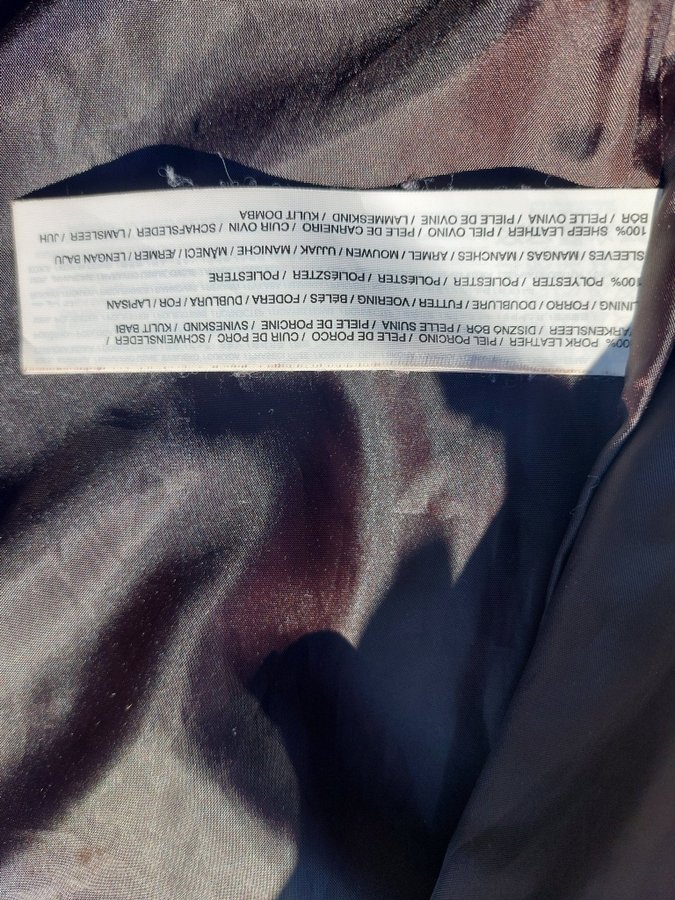 100% PORK LEATHER / PIEL PORCINO / PELE DE PORCO / CUIR DE PORC / SCHWEINSLEDER /
ARKENSLEER / DISZNÓ BŐR / PELLE SUINA / PIELE DE PORCINE / SVINESKIND / KULIT BABI
LINING / FORRO / DOUBLURE / FUTTER / VOERING / BÉLÉS / FODERA / DUBLURA / FOR / LAPISAN
100% POLYESTER / POLIESTER / POLIÉSTER / POLIÉSZTER / POLIESTERE
SLEEVES / MANGAS / MANCHES / ARMEL / MOUWEN / UJJAK / MANICHE / MÂNECI / ÆRMER / LENGAN BAJU
100% SHEEP LEATHER / PIEL OVINO / PELE DE CARNEIRO / CUIR OVIN / SCHAFSLEDER / LAMSLEER / JUH
BŐR / PELLE OVINA / PIELE DE OVINE / LAMMESKIND / KULIT DOMBA